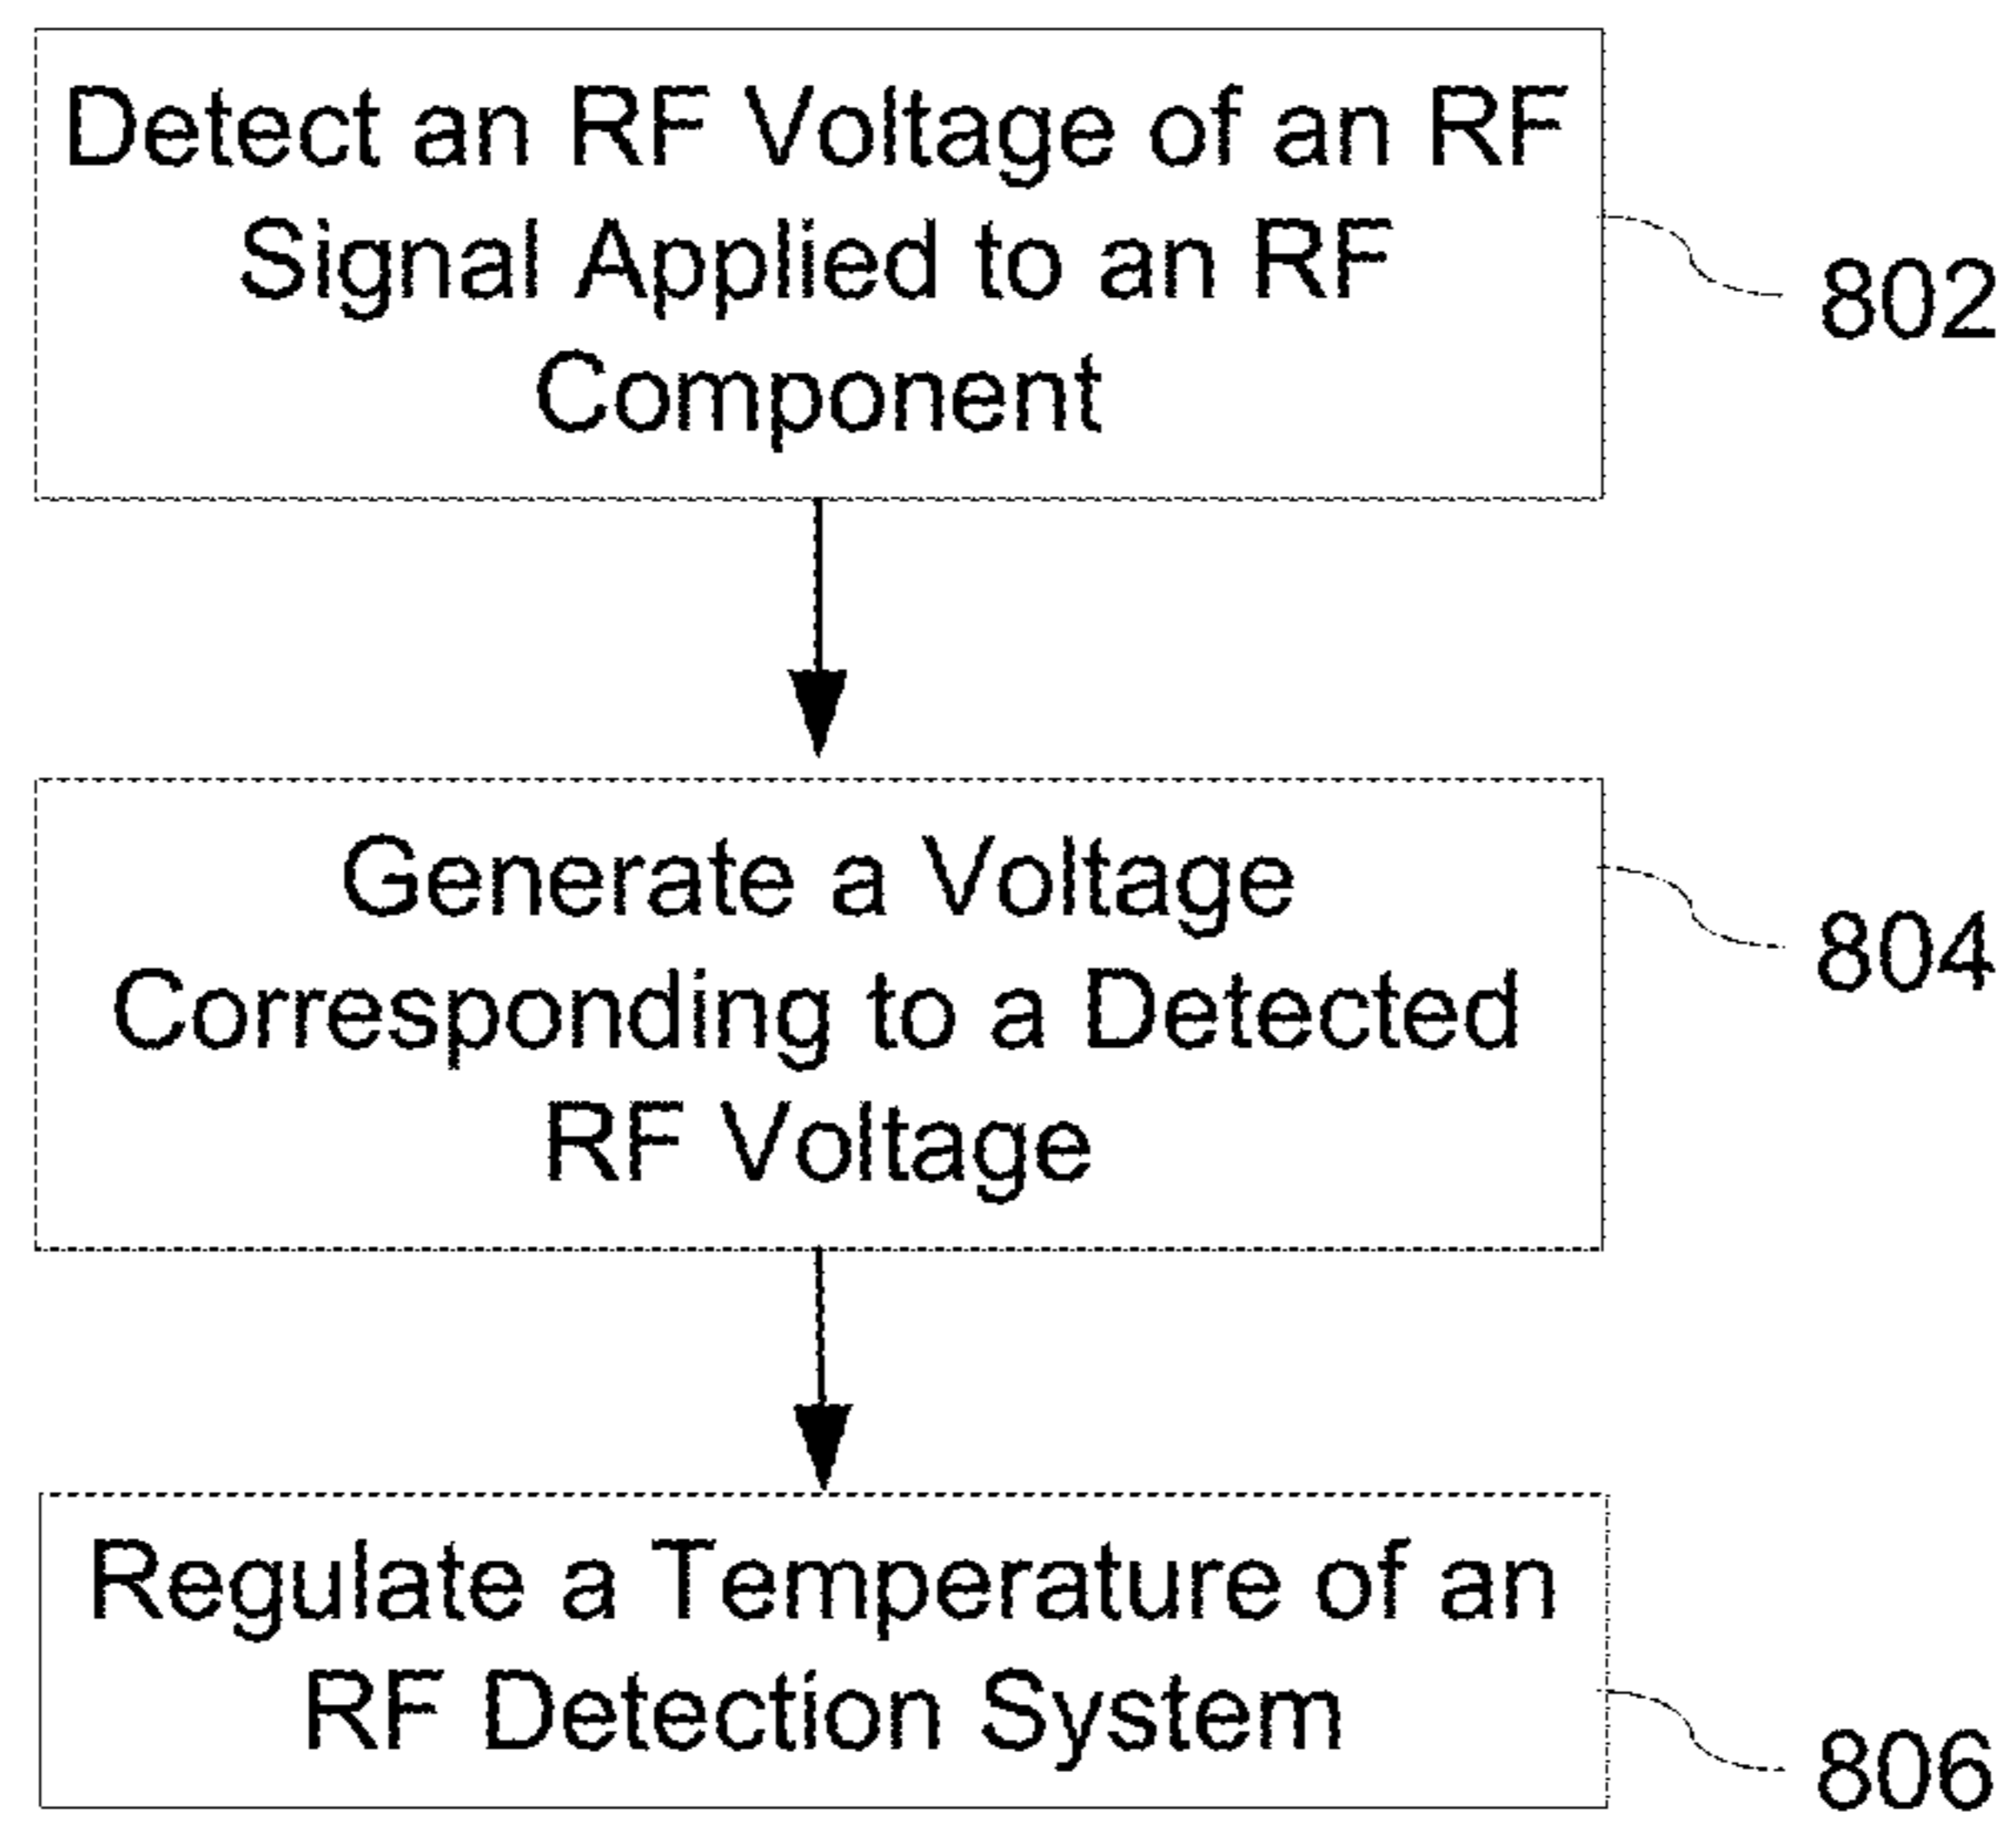 Detect an RF Voltage of an RF
Signal Applied to an RF
Component
802
Generate a Voltage
Corresponding to a Detected
RF Voltage
804
Regulate a Temperature of an
RF Detection System
806